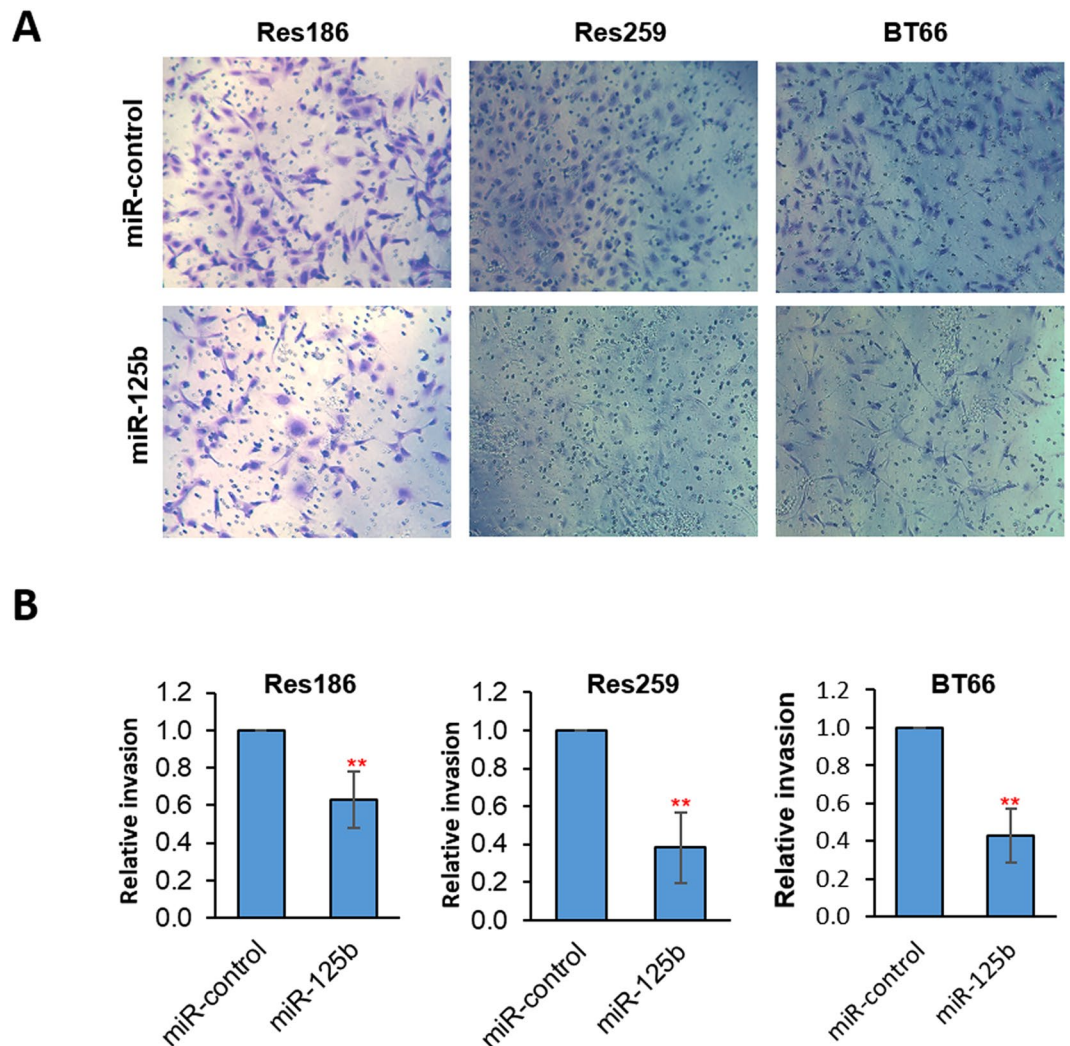 A
Res186 Res259 BT66
miR-control
miR-125b
B
Res186
Relative invasion
1.2
1.0
0.8
0.6
0.4
0.2
0.0
**
miR-control
miR-125b
Res259
Relative invasion
1.2
1.0
0.8
0.6
0.4
0.2
0.0
**
miR-control
miR-125b
BT66
Relative invasion
1.2
1.0
0.8
0.6
0.4
0.2
0.0
**
miR-control
miR-125b